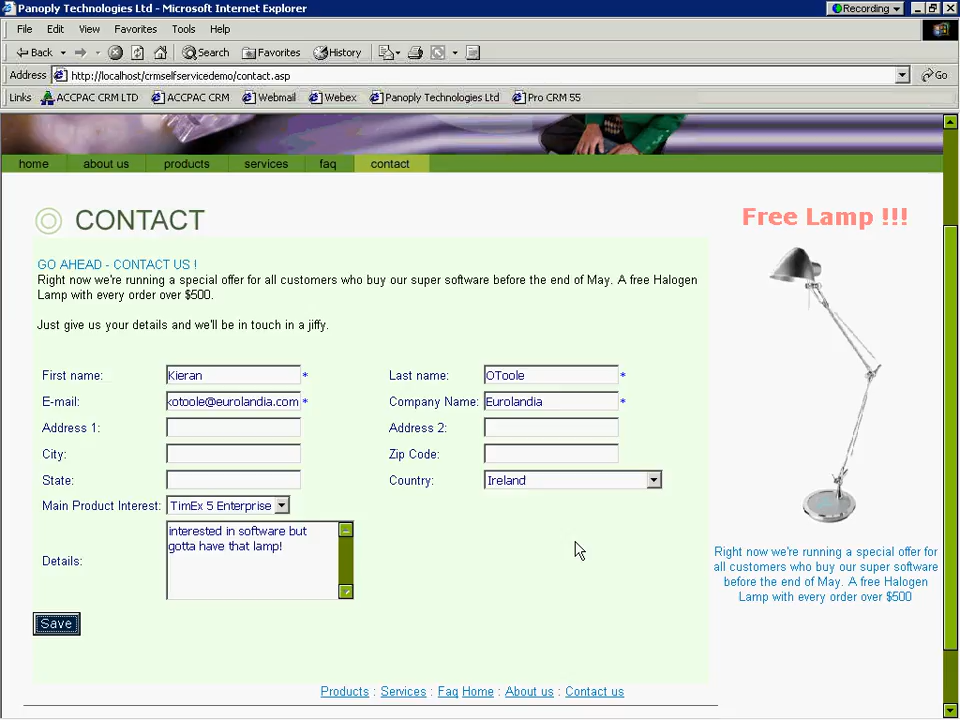 Panoply Technologies Ltd - Microsoft Internet Explorer
Recording
File Edit View Favorites Tools Help
Back Search Favorites History
Address http://localhost/crmselfservicedemo/contact.asp Go
Links ACCPAC CRM LTD ACCPAC CRM Webmail Webex Panoply Technologies Ltd Pro CRM 55
home about us products services faq contact
CONTACT
GO AHEAD - CONTACT US !
Right now we're running a special offer for all customers who buy our super software before the end of May. A free Halogen
Lamp with every order over $500.
Just give us your details and we'll be in touch in a jiffy.
First name: Kieran * Last name: OToole *
E-mail: kotoole@eurolandia.com * Company Name: Eurolandia *
Address 1: Address 2:
City: Zip Code:
State: Country: Ireland
Main Product Interest: TimEx 5 Enterprise
Details: interested in software but
gotta have that lamp!
Save
Free Lamp !!!
Right now we're running a special offer for
all customers who buy our super software
before the end of May. A free Halogen
Lamp with every order over $500
Products : Services : Faq Home : About us : Contact us